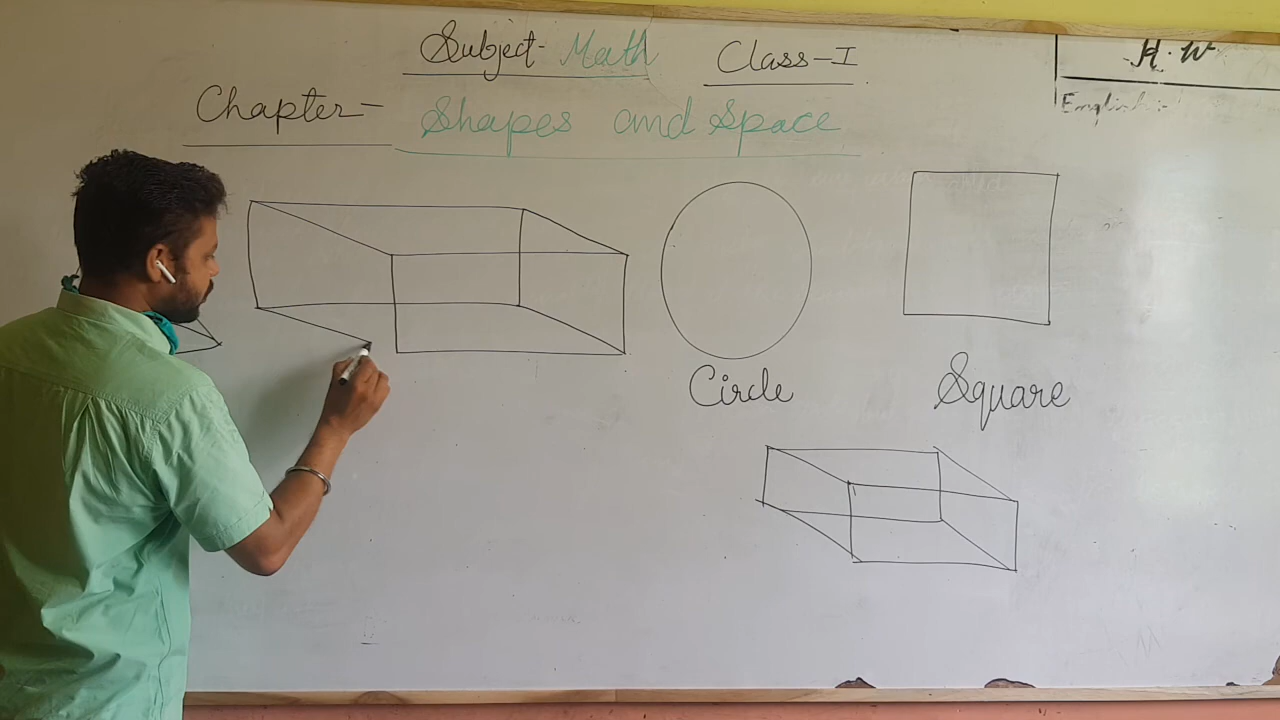 Subject- Math Class-I
Chapter- Shapes and Space
H.W
English:-
Circle
Square